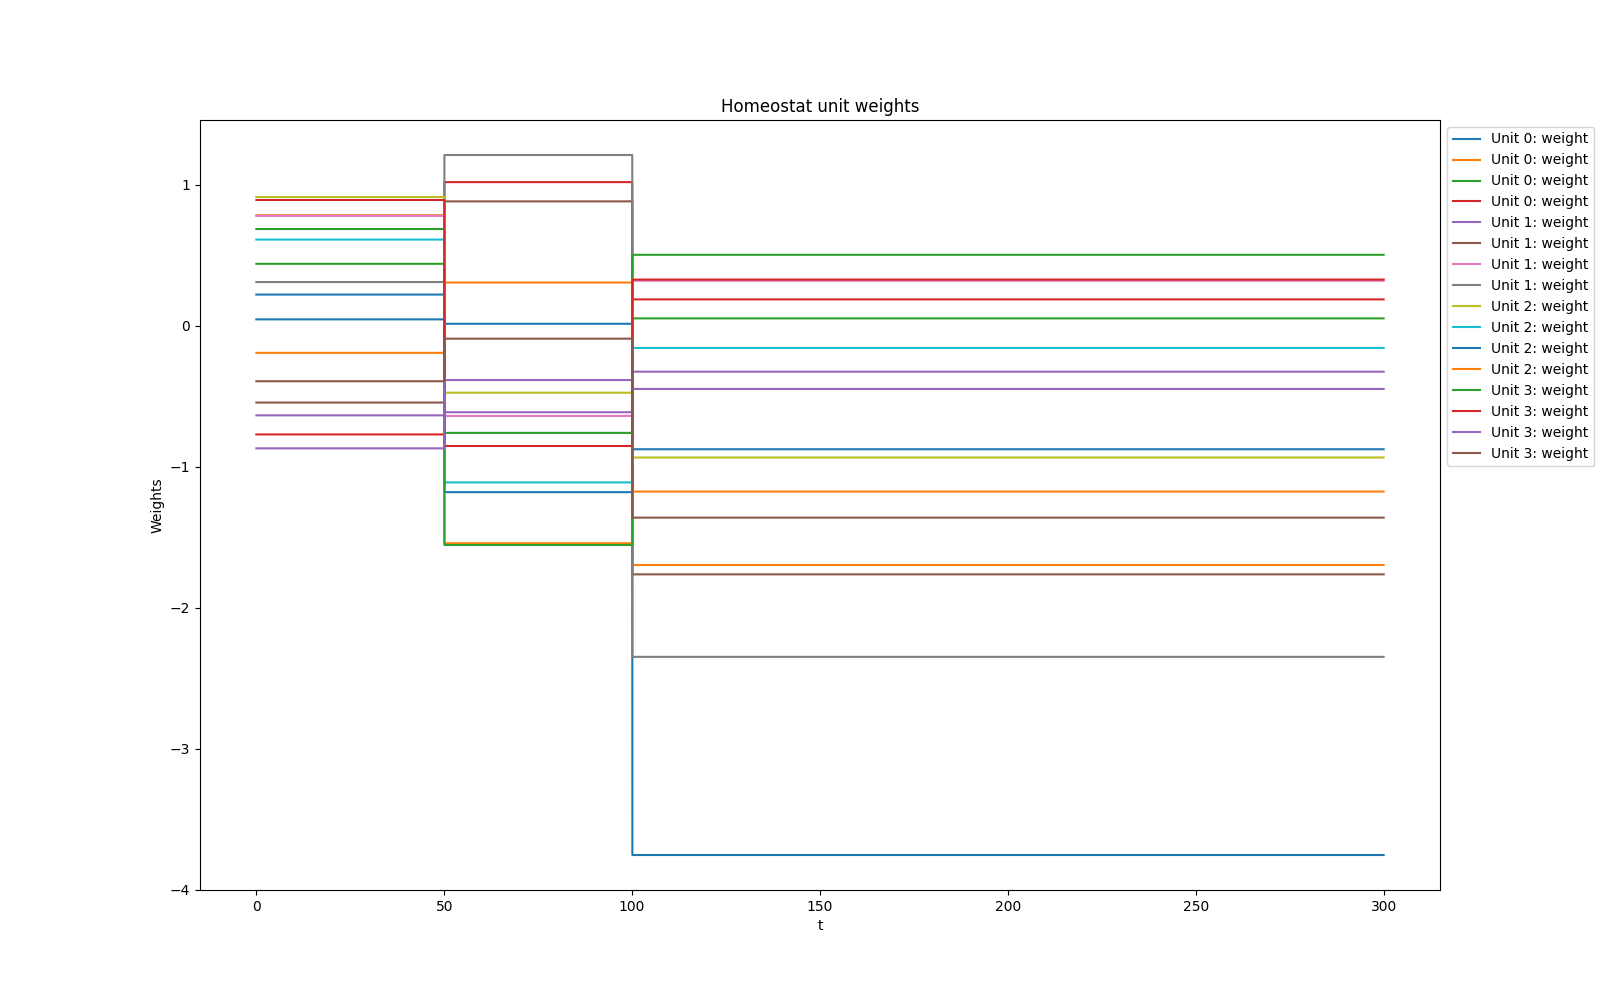 Homeostat unit weights
1
0
−1
−2
−3
−4
Weights
0
50
100
150
200
250
300
t
Unit 0: weight
Unit 0: weight
Unit 0: weight
Unit 0: weight
Unit 1: weight
Unit 1: weight
Unit 1: weight
Unit 1: weight
Unit 2: weight
Unit 2: weight
Unit 2: weight
Unit 2: weight
Unit 3: weight
Unit 3: weight
Unit 3: weight
Unit 3: weight